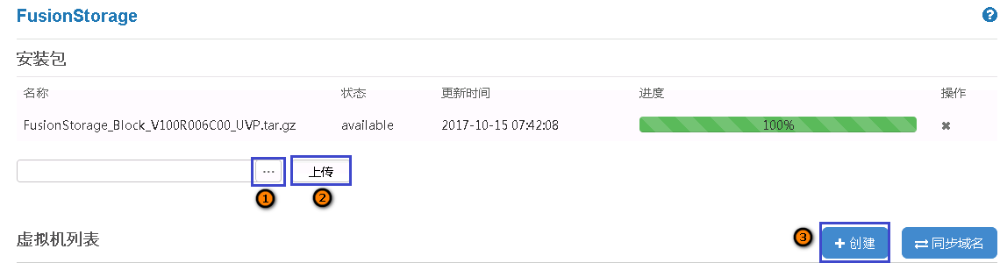 FusionStorage ?
安装包
名称 状态 更新时间 进度 操作
FusionStorage_Block_V100R006C00_UVP.tar.gz available 2017-10-15 07:42:08 100% ✖
... 上传
1 2
虚拟机列表 3 + 创建 ⇄ 同步域名